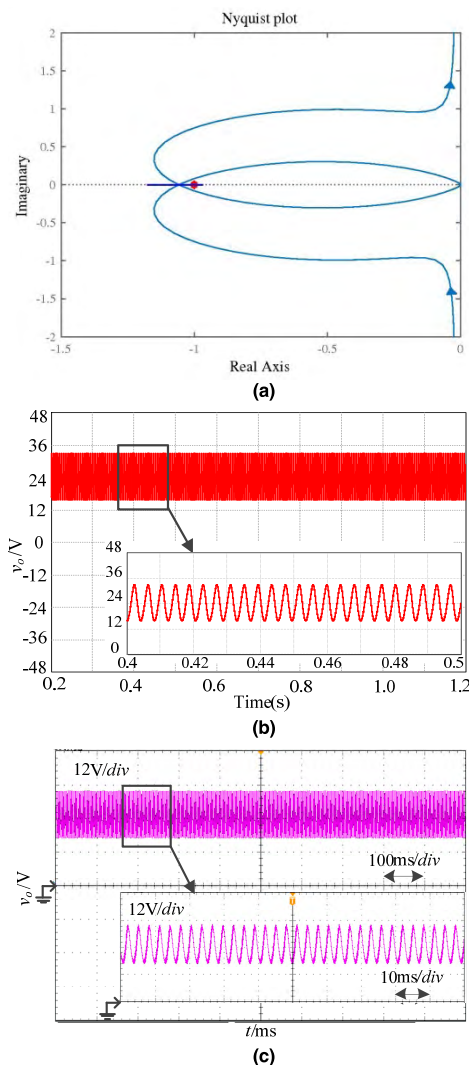 Nyquist plot
2
1.5
1
0.5
0
-0.5
-1
-1.5
-2
Imaginary
-1.5
-1
-0.5
0
Real Axis
(a)
48
36
24
12
0
-12
-24
-36
-48
vo/V
48
36
24
12
0
0.4
0.42
0.44
0.46
0.48
0.5
0.2
0.4
0.6
0.8
1.0
1.2
Time(s)
(b)
12V/div
100ms/div
vo/V
12V/div
10ms/div
t/ms
(c)